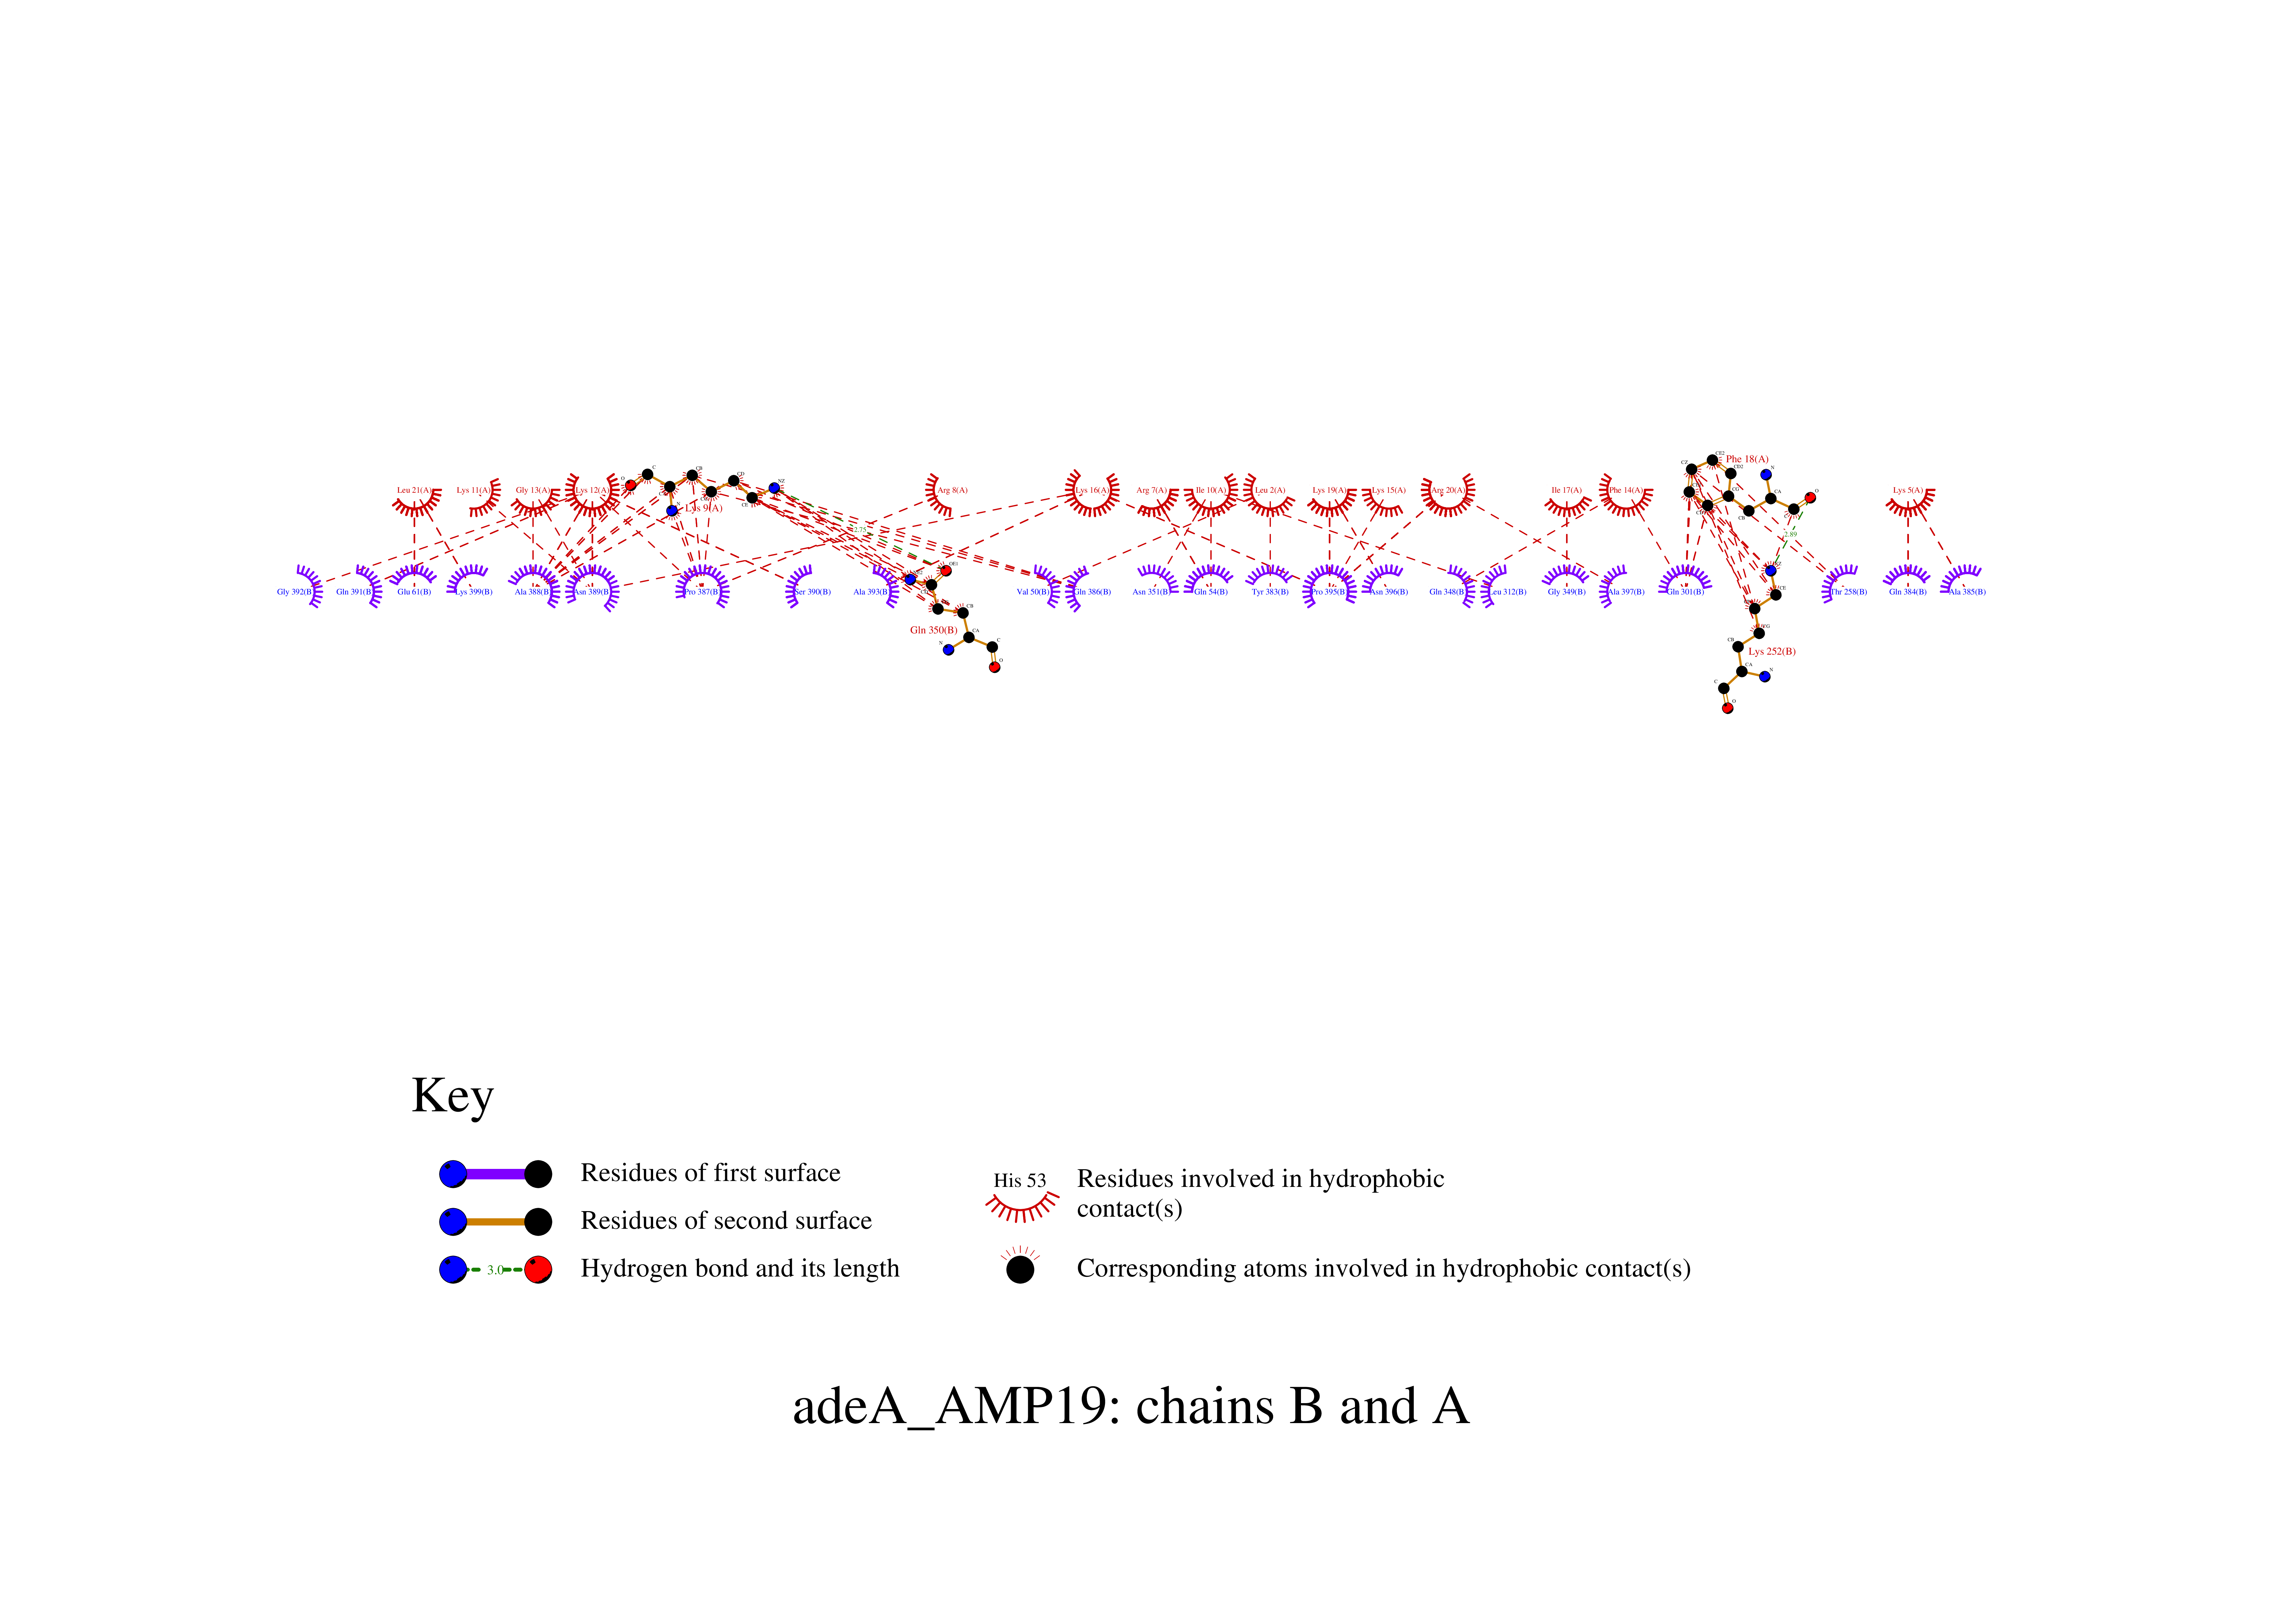 Phe 18(A)
Leu 21(A) Lys 11(A) Gly 13(A) Lys 12(A) Arg 8(A) Lys 16(A) Arg 7(A) Ile 10(A) Leu 2(A) Lys 19(A) Lys 15(A) Arg 20(A) Ile 17(A) Phe 14(A) Lys 5(A)
Lys 9(A)
2.75
2.89
Gly 392(B) Gln 391(B) Glu 61(B) Lys 399(B) Ala 388(B) Asn 389(B) Pro 387(B) Ser 390(B) Ala 393(B) Val 50(B) Gln 386(B) Asn 351(B) Gln 54(B) Tyr 383(B) Pro 395(B) Asn 396(B) Gln 348(B) Leu 312(B) Gly 349(B) Ala 397(B) Gln 301(B) Thr 258(B) Gln 384(B) Ala 385(B)
Gln 350(B)
Lys 252(B)
Key
Residues of first surface
Residues of second surface
3.0 Hydrogen bond and its length
His 53 Residues involved in hydrophobic
contact(s)
Corresponding atoms involved in hydrophobic contact(s)
adeA_AMP19: chains B and A